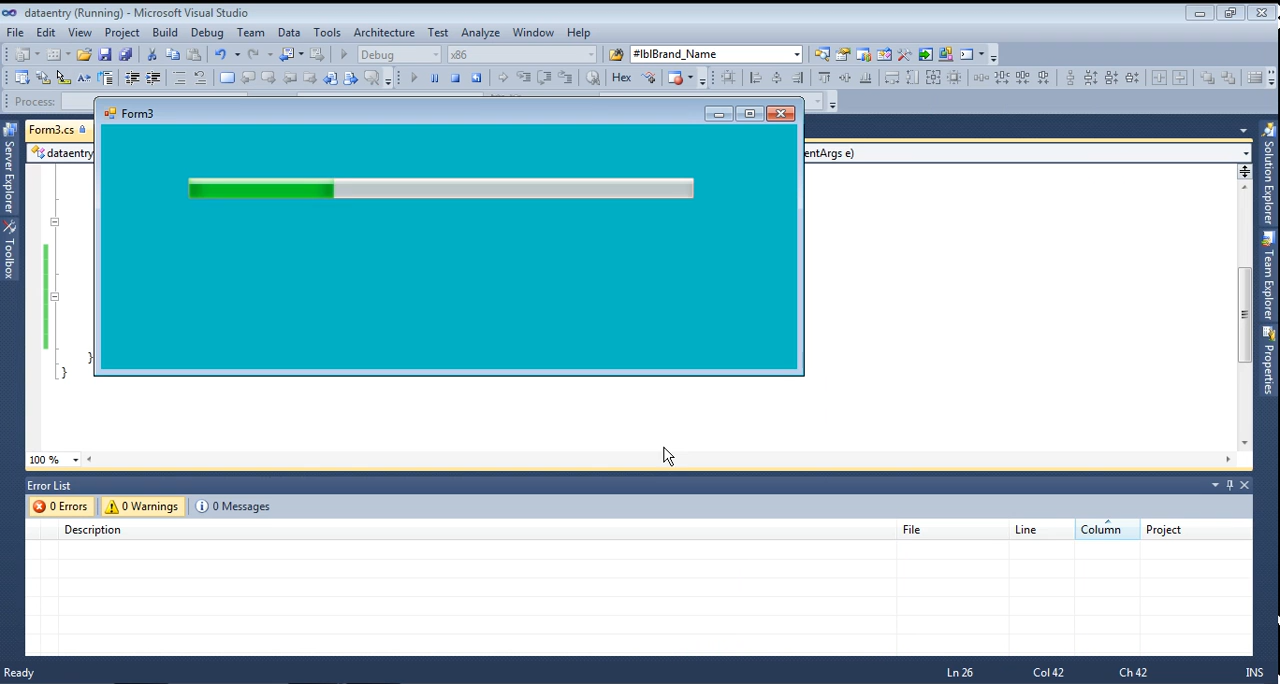 dataentry (Running) - Microsoft Visual Studio
File Edit View Project Build Debug Team Data Tools Architecture Test Analyze Window Help
Debug x86 #lblBrand_Name
Hex
Process:
Form3
Form3.cs
dataentry
entArgs e)
Server Explorer
Toolbox
Solution Explorer
Team Explorer
Properties
}
}
100 %
Error List
0 Errors 0 Warnings 0 Messages
Description File Line Column Project
Ready Ln 26 Col 42 Ch 42 INS